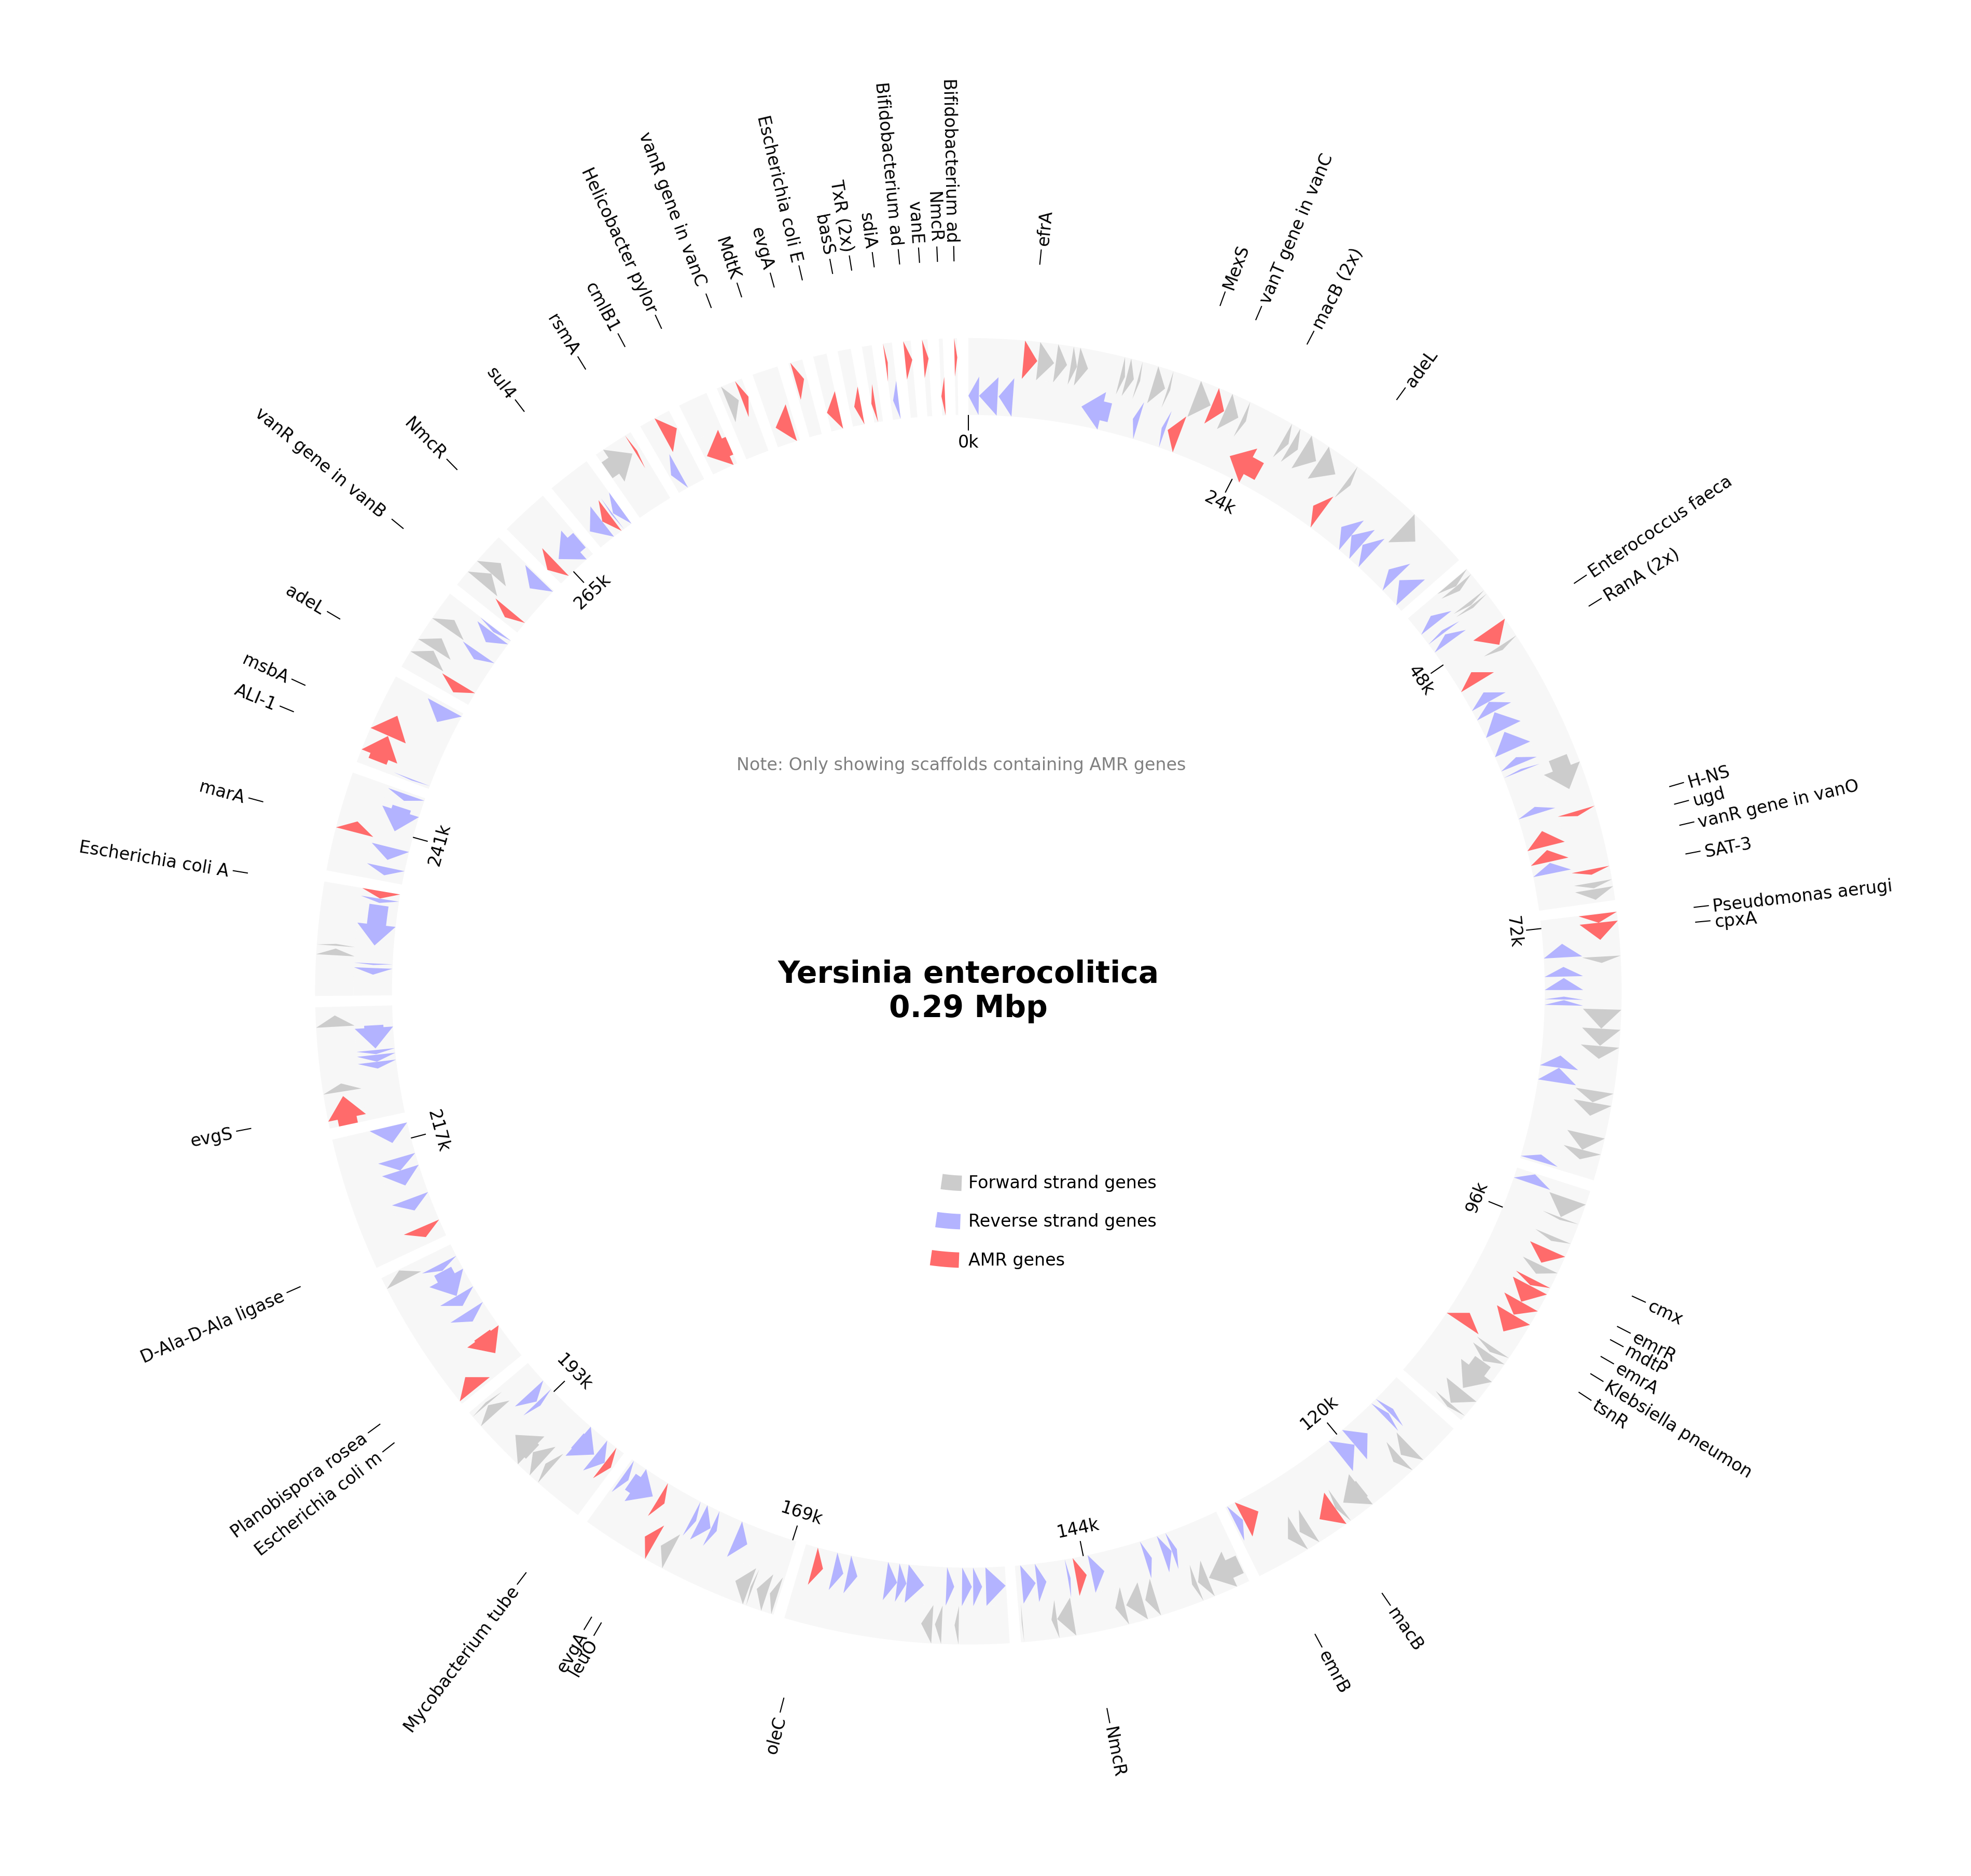 efrA
MexS
vanT gene in vanC
macB (2x)
adeL
Enterococcus faeca
RanA (2x)
H-NS
ugd
vanR gene in vanO
SAT-3
Pseudomonas aerugi
cpxA
cmx
emrR
mdtP
emrA
Klebsiella pneumon
tsnR
macB
emrB
NmcR
oleC
leuO
evgA
Mycobacterium tube
Escherichia coli m
Planobispora rosea
D-Ala-D-Ala ligase
evgS
Escherichia coli A
marA
ALI-1
msbA
adeL
vanR gene in vanB
NmcR
sul4
rsmA
cmlB1
Helicobacter pylor
vanR gene in vanC
MdtK
evgA
Escherichia coli E
basS
TxR (2x)
sdiA
Bifidobacterium ad
vanE
NmcR
Bifidobacterium ad
0k
24k
48k
72k
96k
120k
144k
169k
193k
217k
241k
265k
Note: Only showing scaffolds containing AMR genes
Yersinia enterocolitica
0.29 Mbp
Forward strand genes
Reverse strand genes
AMR genes